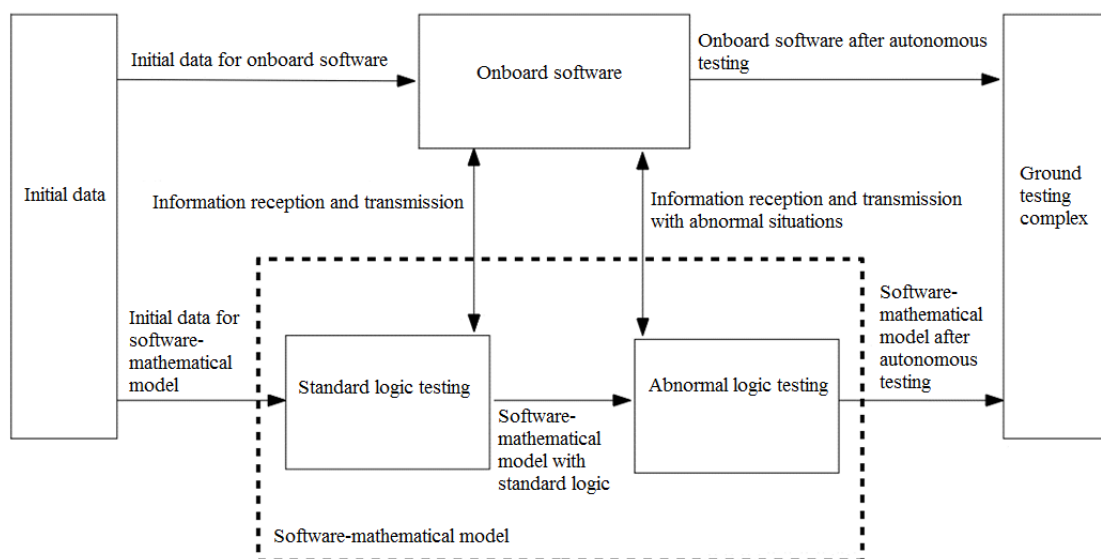 Initial data
Initial data for onboard software
Onboard software
Onboard software after autonomous
testing
Ground
testing
complex
Information reception and transmission
Information reception and transmission
with abnormal situations
Initial data for
software-
mathematical
model
Standard logic testing
Software-
mathematical
model with
standard logic
Abnormal logic testing
Software-
mathematical
model after
autonomous
testing
Software-mathematical model